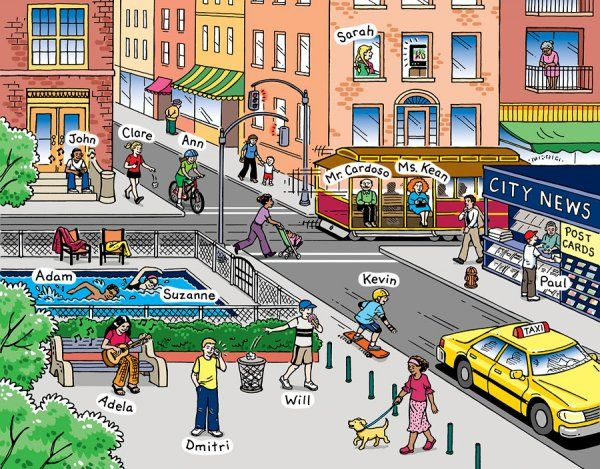 Sarah
John
Clare
Ann
Mr. Cardoso
Ms. Kean
CITY NEWS
POST
CARDS
Adam
Suzanne
Kevin
Paul
TAXI
Adela
Dmitri
Will